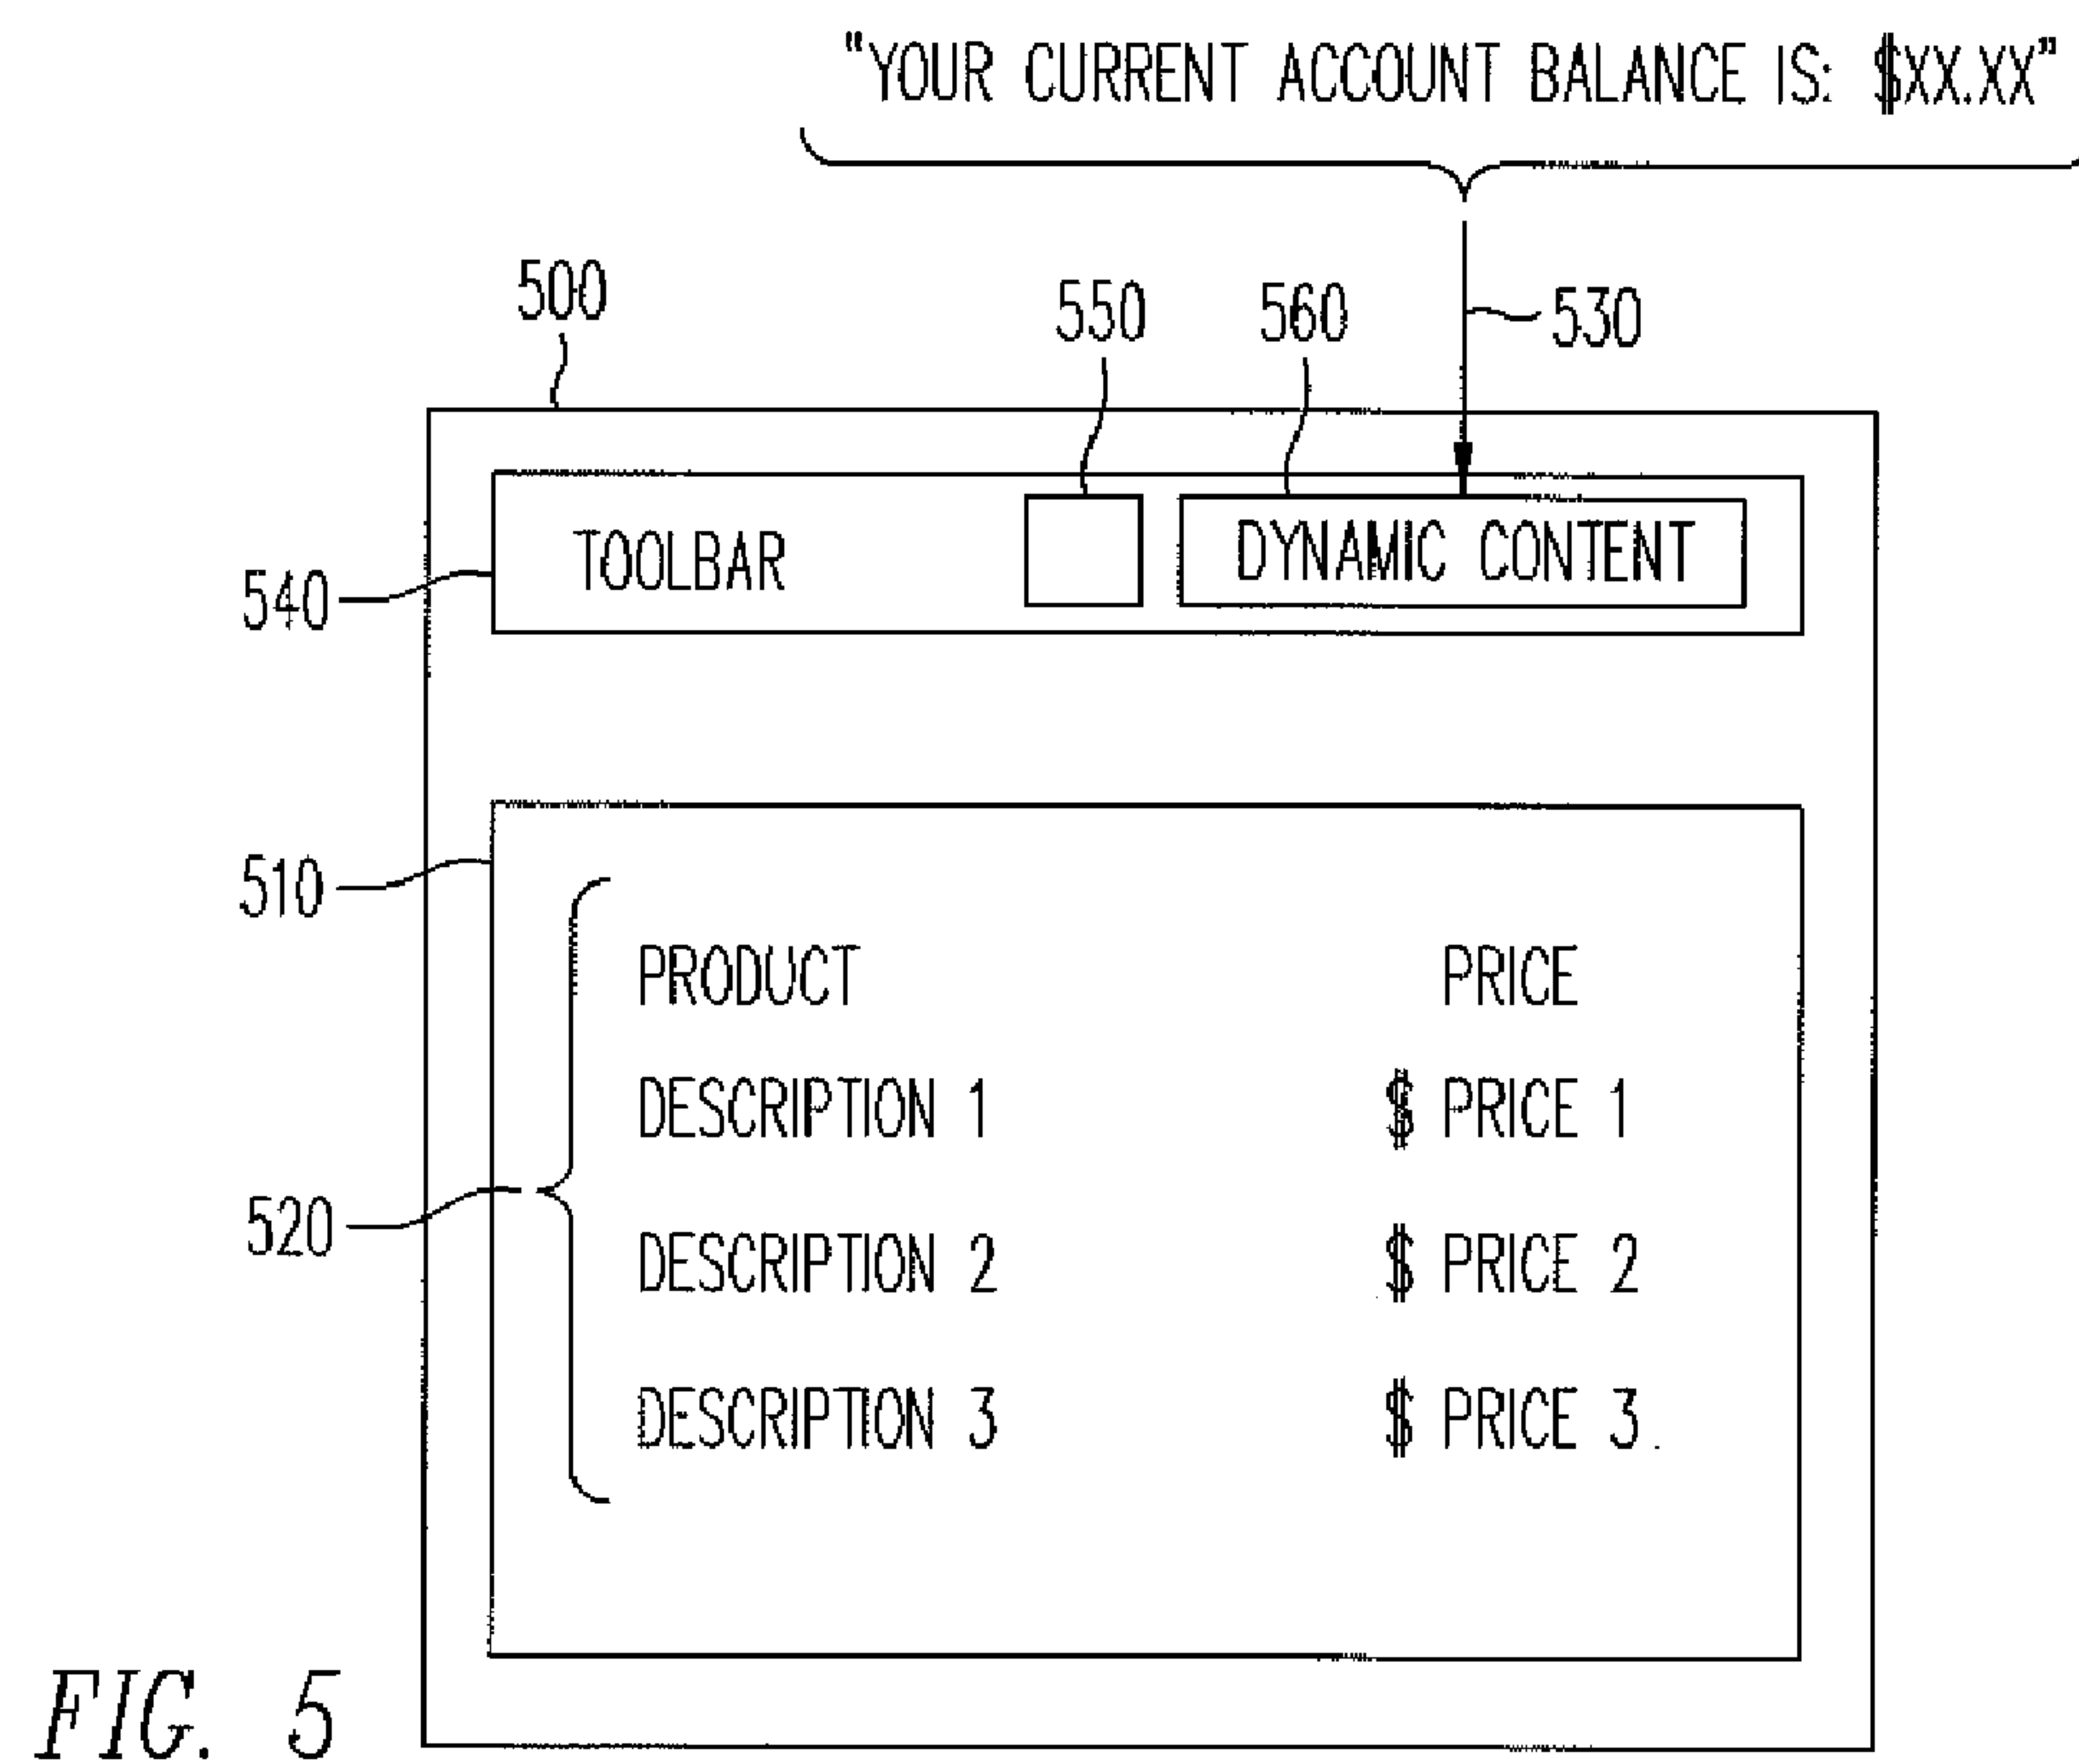 "YOUR CURRENT ACCOUNT BALANCE IS: $XX.XX"
500
550
560
530
TOOLBAR
DYNAMIC CONTENT
540
510
PRODUCT PRICE
DESCRIPTION 1 $ PRICE 1
520
DESCRIPTION 2 $ PRICE 2
DESCRIPTION 3 $ PRICE 3
FIG. 5